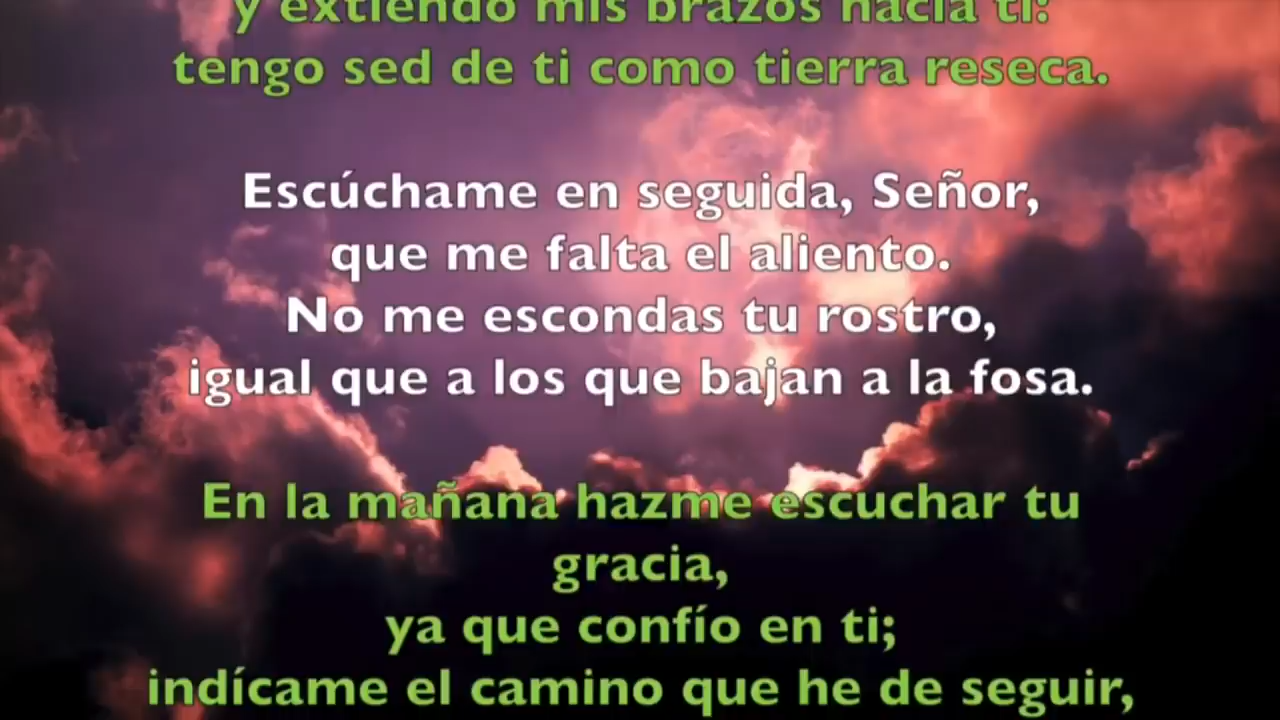 y extiendo mis brazos hacia ti:
tengo sed de ti como tierra reseca.
Escúchame en seguida, Señor,
que me falta el aliento.
No me escondas tu rostro,
igual que a los que bajan a la fosa.
En la mañana hazme escuchar tu
gracia,
ya que confío en ti;
indícame el camino que he de seguir,